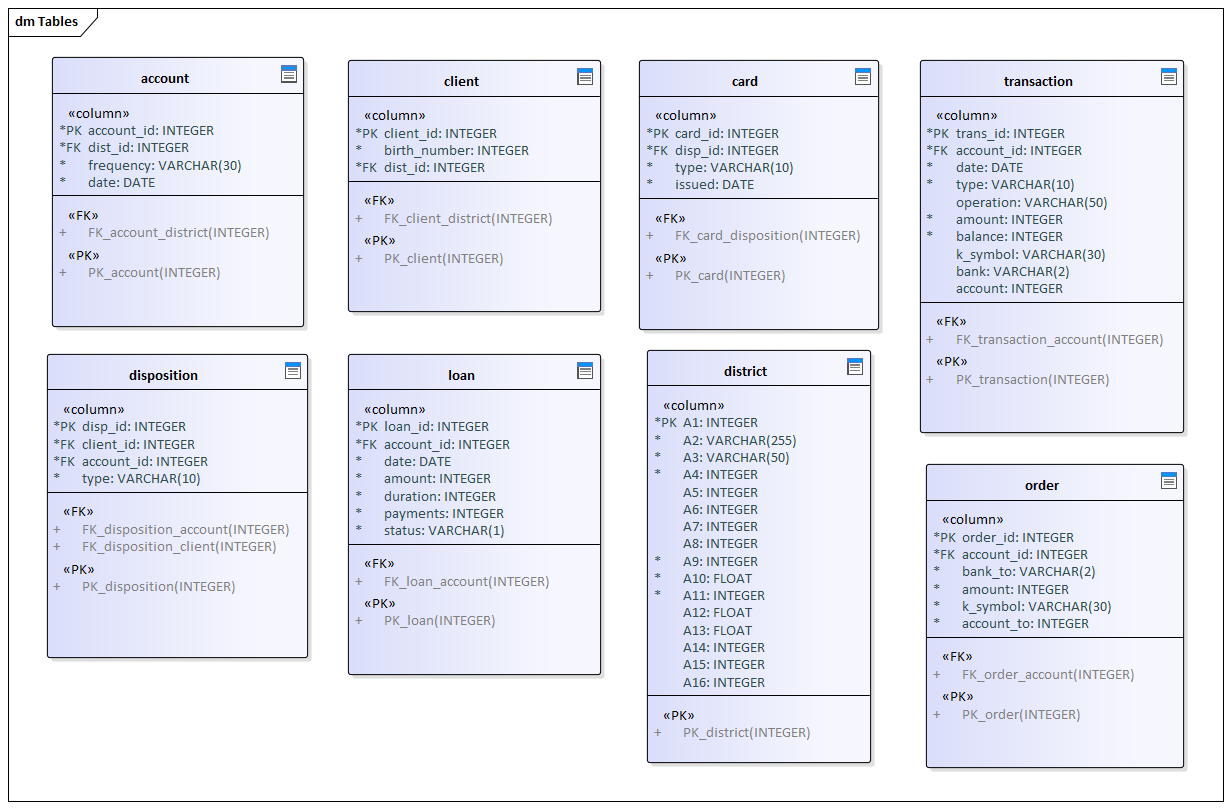 dm Tables
account
«column»
*PK account_id: INTEGER
*FK dist_id: INTEGER
* frequency: VARCHAR(30)
* date: DATE
«FK»
+ FK_account_district(INTEGER)
«PK»
+ PK_account(INTEGER)
client
«column»
*PK client_id: INTEGER
* birth_number: INTEGER
*FK dist_id: INTEGER
«FK»
+ FK_client_district(INTEGER)
«PK»
+ PK_client(INTEGER)
card
«column»
*PK card_id: INTEGER
*FK disp_id: INTEGER
* type: VARCHAR(10)
* issued: DATE
«FK»
+ FK_card_disposition(INTEGER)
«PK»
+ PK_card(INTEGER)
transaction
«column»
*PK trans_id: INTEGER
*FK account_id: INTEGER
* date: DATE
* type: VARCHAR(10)
operation: VARCHAR(50)
* amount: INTEGER
* balance: INTEGER
k_symbol: VARCHAR(30)
bank: VARCHAR(2)
account: INTEGER
«FK»
+ FK_transaction_account(INTEGER)
«PK»
+ PK_transaction(INTEGER)
disposition
«column»
*PK disp_id: INTEGER
*FK client_id: INTEGER
*FK account_id: INTEGER
* type: VARCHAR(10)
«FK»
+ FK_disposition_account(INTEGER)
+ FK_disposition_client(INTEGER)
«PK»
+ PK_disposition(INTEGER)
loan
«column»
*PK loan_id: INTEGER
*FK account_id: INTEGER
* date: DATE
* amount: INTEGER
* duration: INTEGER
* payments: INTEGER
* status: VARCHAR(1)
«FK»
+ FK_loan_account(INTEGER)
«PK»
+ PK_loan(INTEGER)
district
«column»
*PK A1: INTEGER
* A2: VARCHAR(255)
* A3: VARCHAR(50)
* A4: INTEGER
A5: INTEGER
A6: INTEGER
A7: INTEGER
A8: INTEGER
* A9: INTEGER
* A10: FLOAT
* A11: INTEGER
A12: FLOAT
A13: FLOAT
A14: INTEGER
A15: INTEGER
A16: INTEGER
«PK»
+ PK_district(INTEGER)
order
«column»
*PK order_id: INTEGER
*FK account_id: INTEGER
* bank_to: VARCHAR(2)
* amount: INTEGER
* k_symbol: VARCHAR(30)
* account_to: INTEGER
«FK»
+ FK_order_account(INTEGER)
«PK»
+ PK_order(INTEGER)